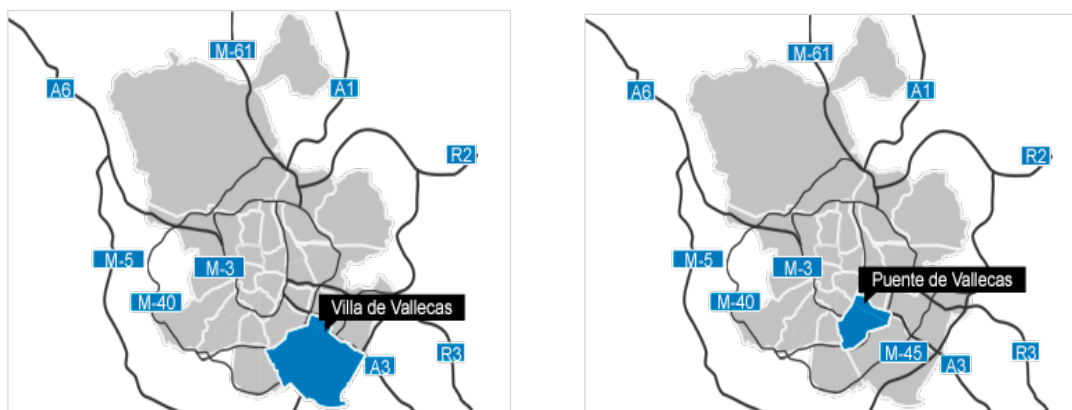 M-61
A6
A1
R2
M-5
M-3
M-40
Villa de Vallecas
R3
A3
M-61
A6
A1
R2
M-5
M-3
Puente de Vallecas
M-40
M-45
R3
A3